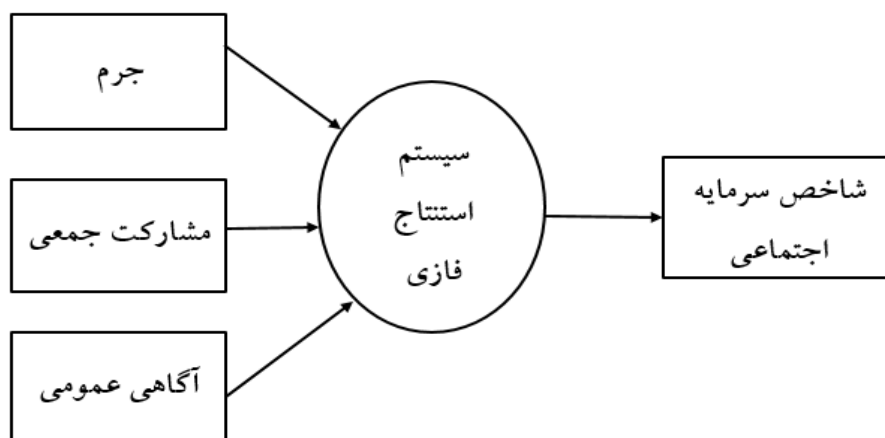 جرم
مشارکت جمعی
آگاهی عمومی
سیستم
استنتاج
فازی
شاخص سرمایه
اجتماعی